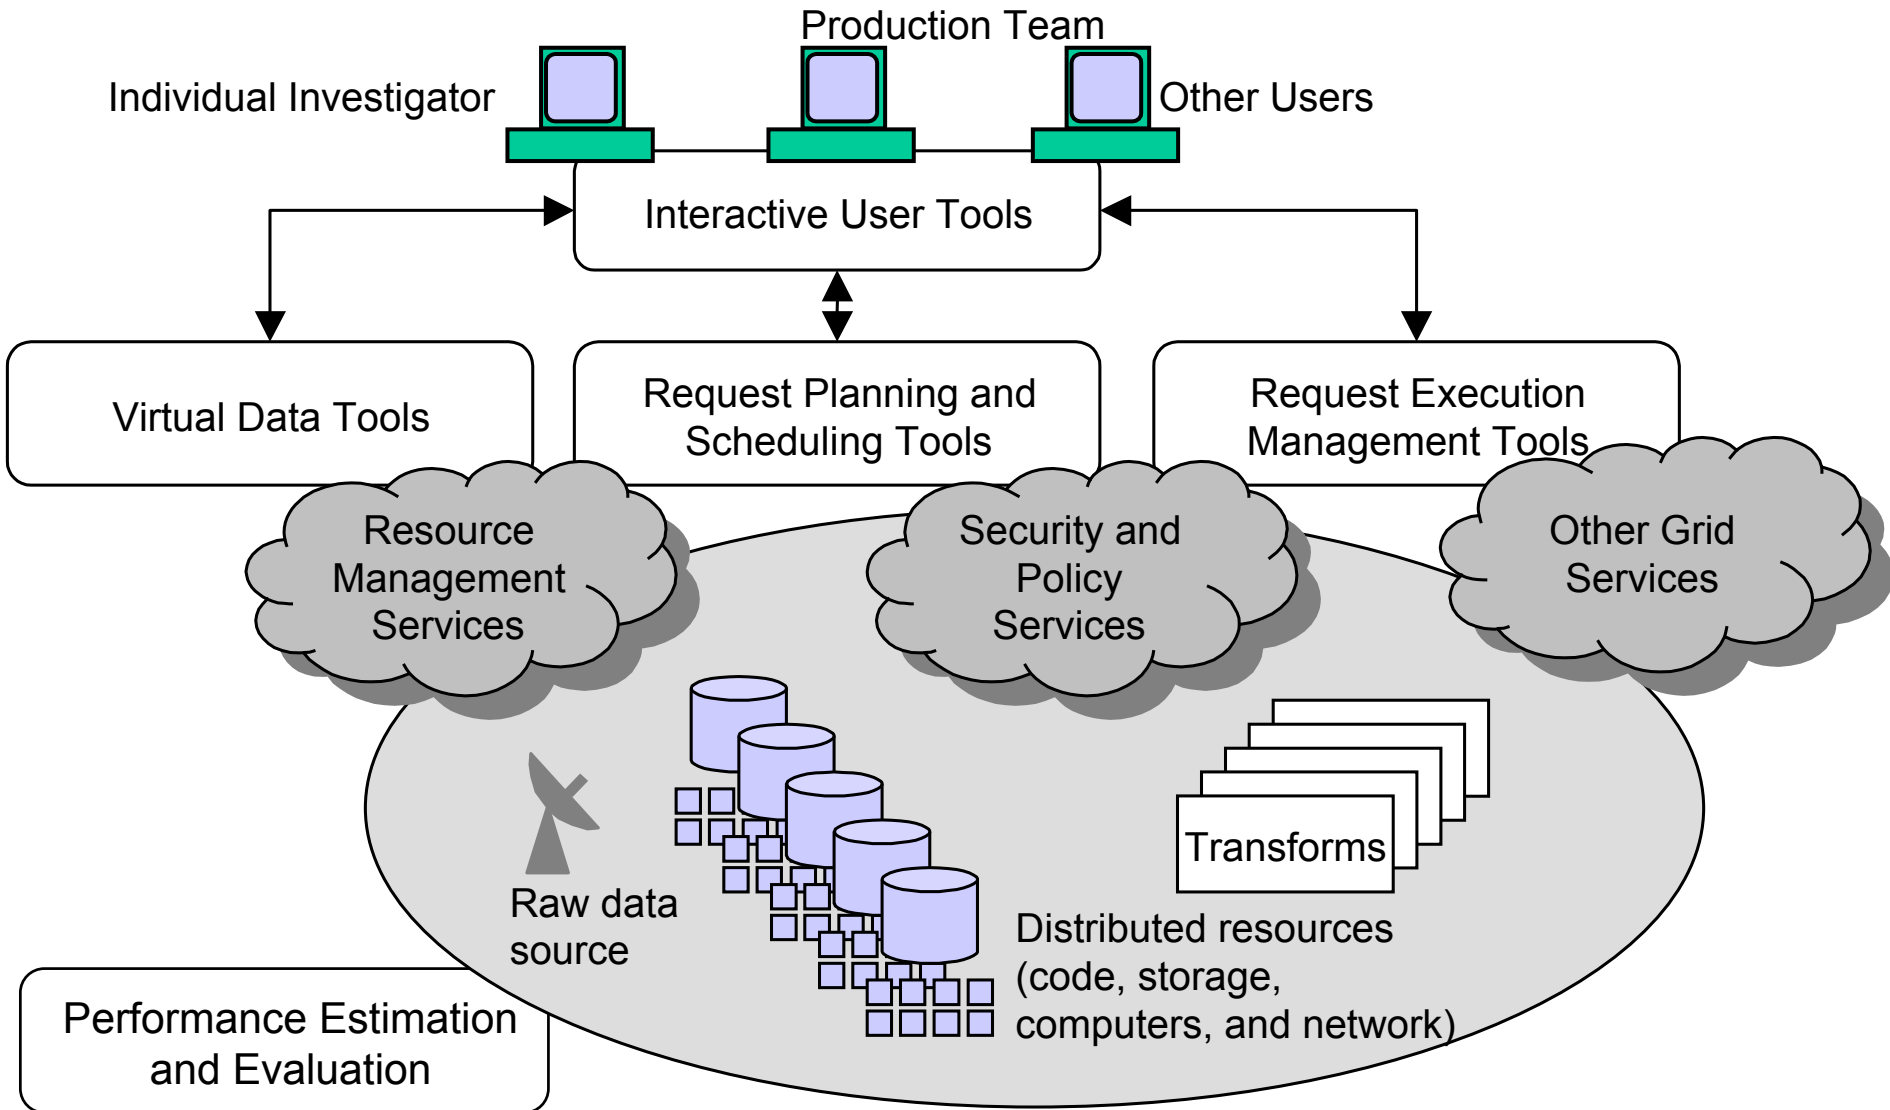 Production Team
Individual Investigator
Other Users
Interactive User Tools
Virtual Data Tools
Request Planning and
Scheduling Tools
Request Execution
Management Tools
Resource
Management
Services
Security and
Policy
Services
Other Grid
Services
Transforms
Raw data
source
Distributed resources
(code, storage,
computers, and network)
Performance Estimation
and Evaluation